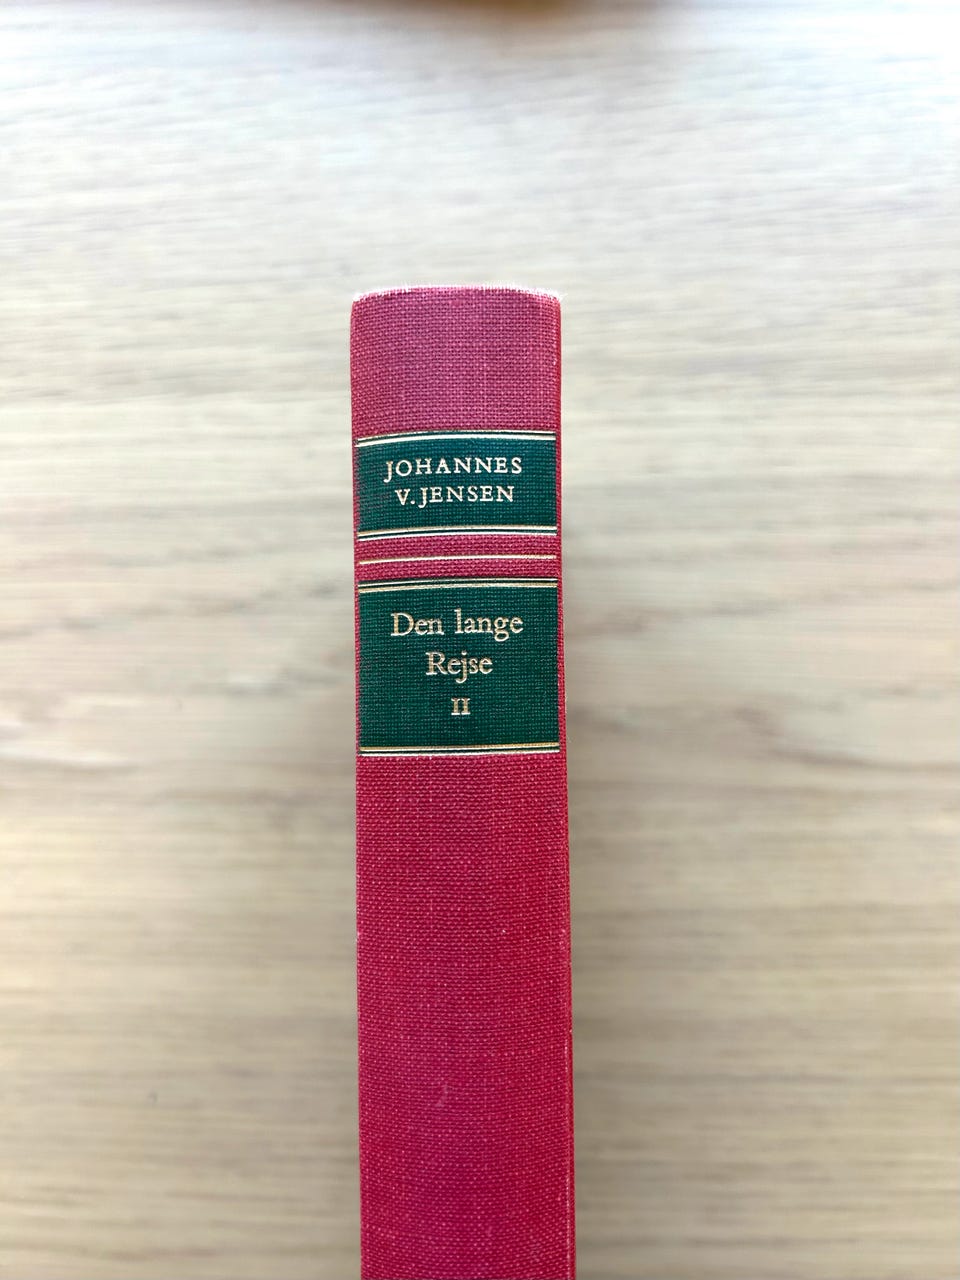 JOHANNES
V. JENSEN
Den lange
Rejse
II